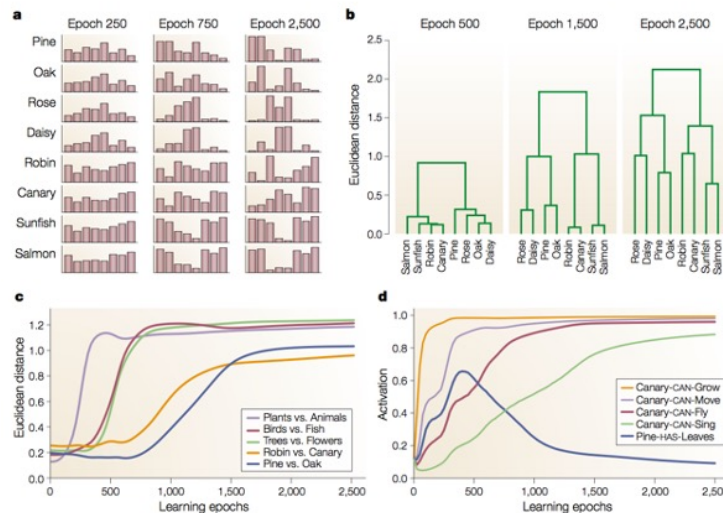 a
Epoch 250 Epoch 750 Epoch 2,500
Pine
Oak
Rose
Daisy
Robin
Canary
Sunfish
Salmon
b
Epoch 500 Epoch 1,500 Epoch 2,500
Euclidean distance
2.5
2.0
1.5
1.0
0.5
0.0
Salmon Sunfish Robin Canary Pine Rose Oak Daisy
Rose Daisy Pine Oak Robin Canary Sunfish Salmon
Rose Daisy Pine Oak Robin Canary Sunfish Salmon
c
Euclidean distance
1.2
1.0
0.8
0.6
0.4
0.2
0.0
Plants vs. Animals
Birds vs. Fish
Trees vs. Flowers
Robin vs. Canary
Pine vs. Oak
0 500 1,000 1,500 2,000 2,500
Learning epochs
d
Activation
1.0
0.8
0.6
0.4
0.2
0.0
Canary-CAN-Grow
Canary-CAN-Move
Canary-CAN-Fly
Canary-CAN-Sing
Pine-HAS-Leaves
0 500 1,000 1,500 2,000 2,500
Learning epochs